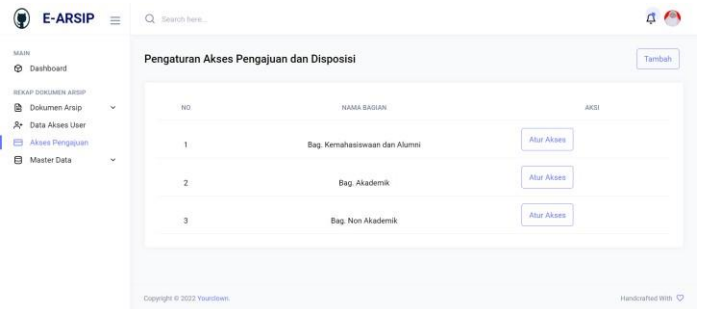 E-ARSIP
Search here...
MAIN
Dashboard
REKAP DOKUMEN ARSIP
Dokumen Arsip
Data Akses User
Akses Pengajuan
Master Data
Pengaturan Akses Pengajuan dan Disposisi
Tambah
NO NAMA BAGIAN AKSI
1 Bag. Kemahasiswaan dan Alumni Atur Akses
2 Bag. Akademik Atur Akses
3 Bag. Non Akademik Atur Akses
Copyright © 2022 Yourclown.
Handcrafted With